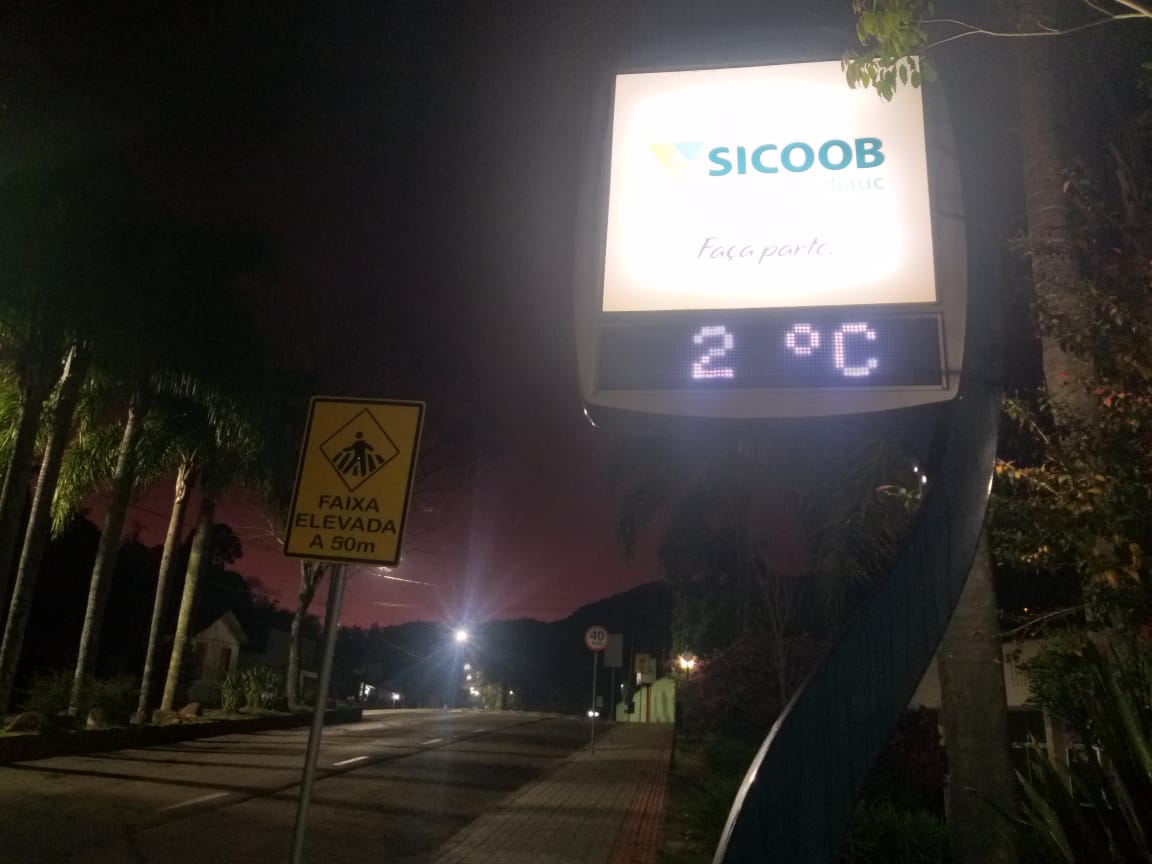 SICOOB
Faça parte.
2 °C
FAIXA
ELEVADA
A 50m
40